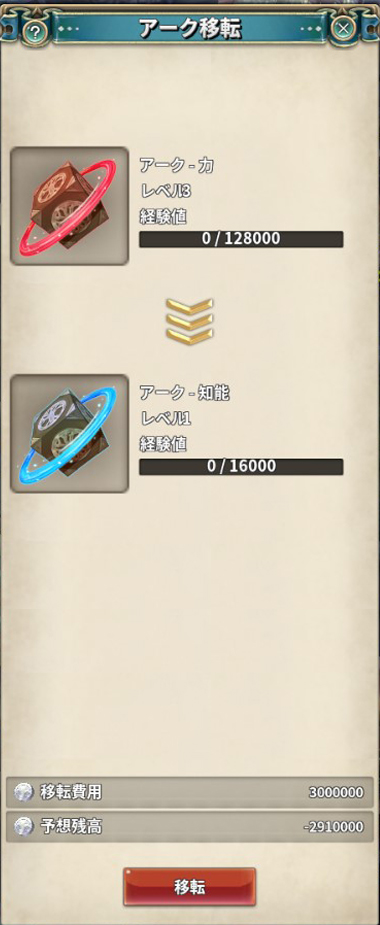 ?
アーク移転
アーク - 力
レベル3
経験値
0 / 128000
アーク - 知能
レベル1
経験値
0 / 16000
移転費用 3000000
予想残高 -2910000
移転